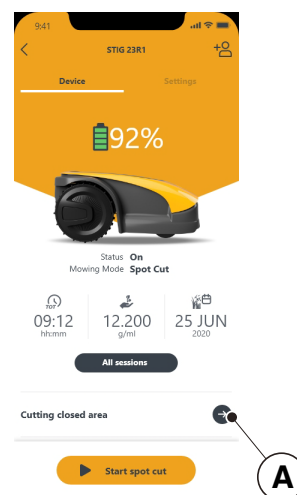 9:41
STIG 23R1
Device Settings
92%
Status On
Mowing Mode Spot Cut
TOT
09:12 12.200 25 JUN
hh:mm g/ml 2020
All sessions
Cutting closed area
Start spot cut
A